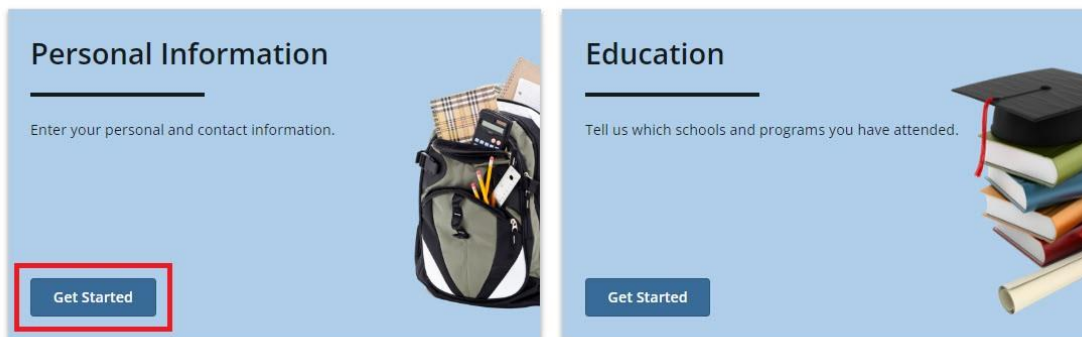 Personal Information
Enter your personal and contact information.
Get Started
Education
Tell us which schools and programs you have attended.
Get Started